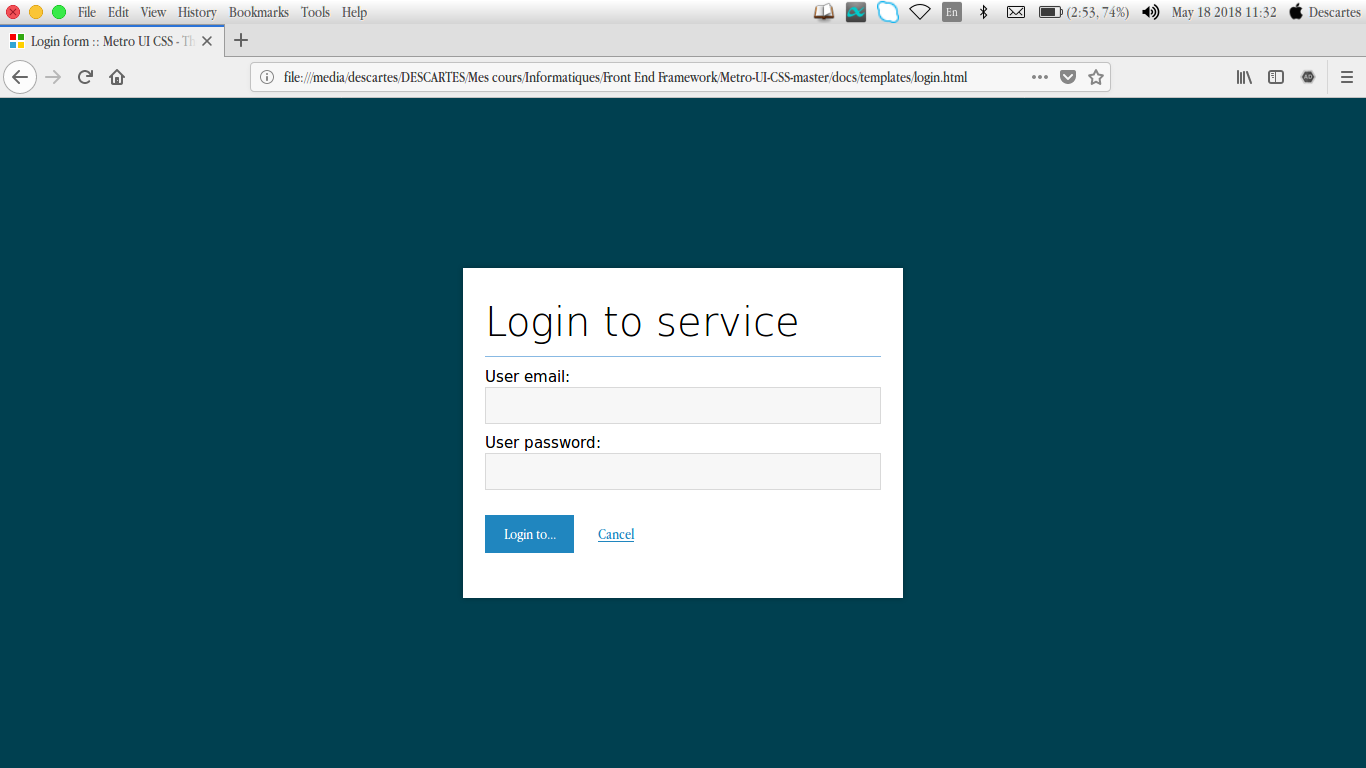 File Edit View History Bookmarks Tools Help En (2:53, 74%) May 18 2018 11:32 Descartes
Login form :: Metro UI CSS - Th
file:///media/descartes/DESCARTES/Mes cours/Informatiques/Front End Framework/Metro-UI-CSS-master/docs/templates/login.html
Login to service
User email:
User password:
Login to... Cancel